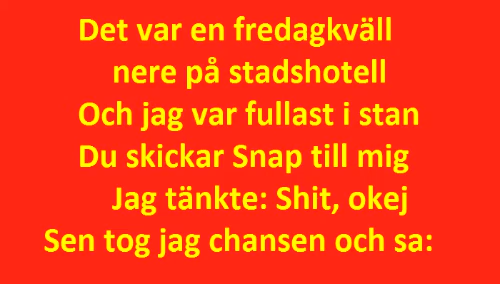 Det var en fredagkväll
nere på stadshotell
Och jag var fullast i stan
Du skickar Snap till mig
Jag tänkte: Shit, okej
Sen tog jag chansen och sa: